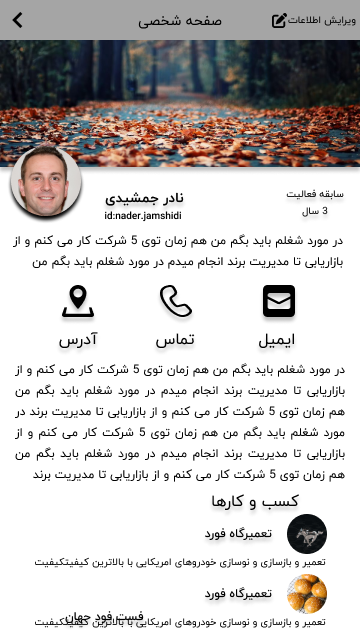 ویرایش اطلاعات
صفحه شخصی
سابقه فعالیت
3 سال
نادر جمشیدی
id:nader.jamshidi
در مورد شغلم باید بگم من هم زمان توی 5 شرکت کار می کنم و از
بازاریابی تا مدیریت برند انجام میدم در مورد شغلم باید بگم من
ایمیل
تماس
آدرس
در مورد شغلم باید بگم من هم زمان توی 5 شرکت کار می کنم و از
بازاریابی تا مدیریت برند انجام میدم در مورد شغلم باید بگم من
هم زمان توی 5 شرکت کار می کنم و از بازاریابی تا مدیریت برند در
مورد شغلم باید بگم من هم زمان توی 5 شرکت کار می کنم و از
بازاریابی تا مدیریت برند انجام میدم در مورد شغلم باید بگم من
هم زمان توی 5 شرکت کار می کنم و از بازاریابی تا مدیریت برند
کسب و کارها
تعمیرگاه فورد
تعمیر و بازسازی و نوسازی خودروهای امریکایی با بالاترین کیفیتکیفیت
تعمیرگاه فورد
فست فود جهان
تعمیر و بازسازی و نوسازی خودروهای امریکایی با بالاترین کیفیتکیفیت